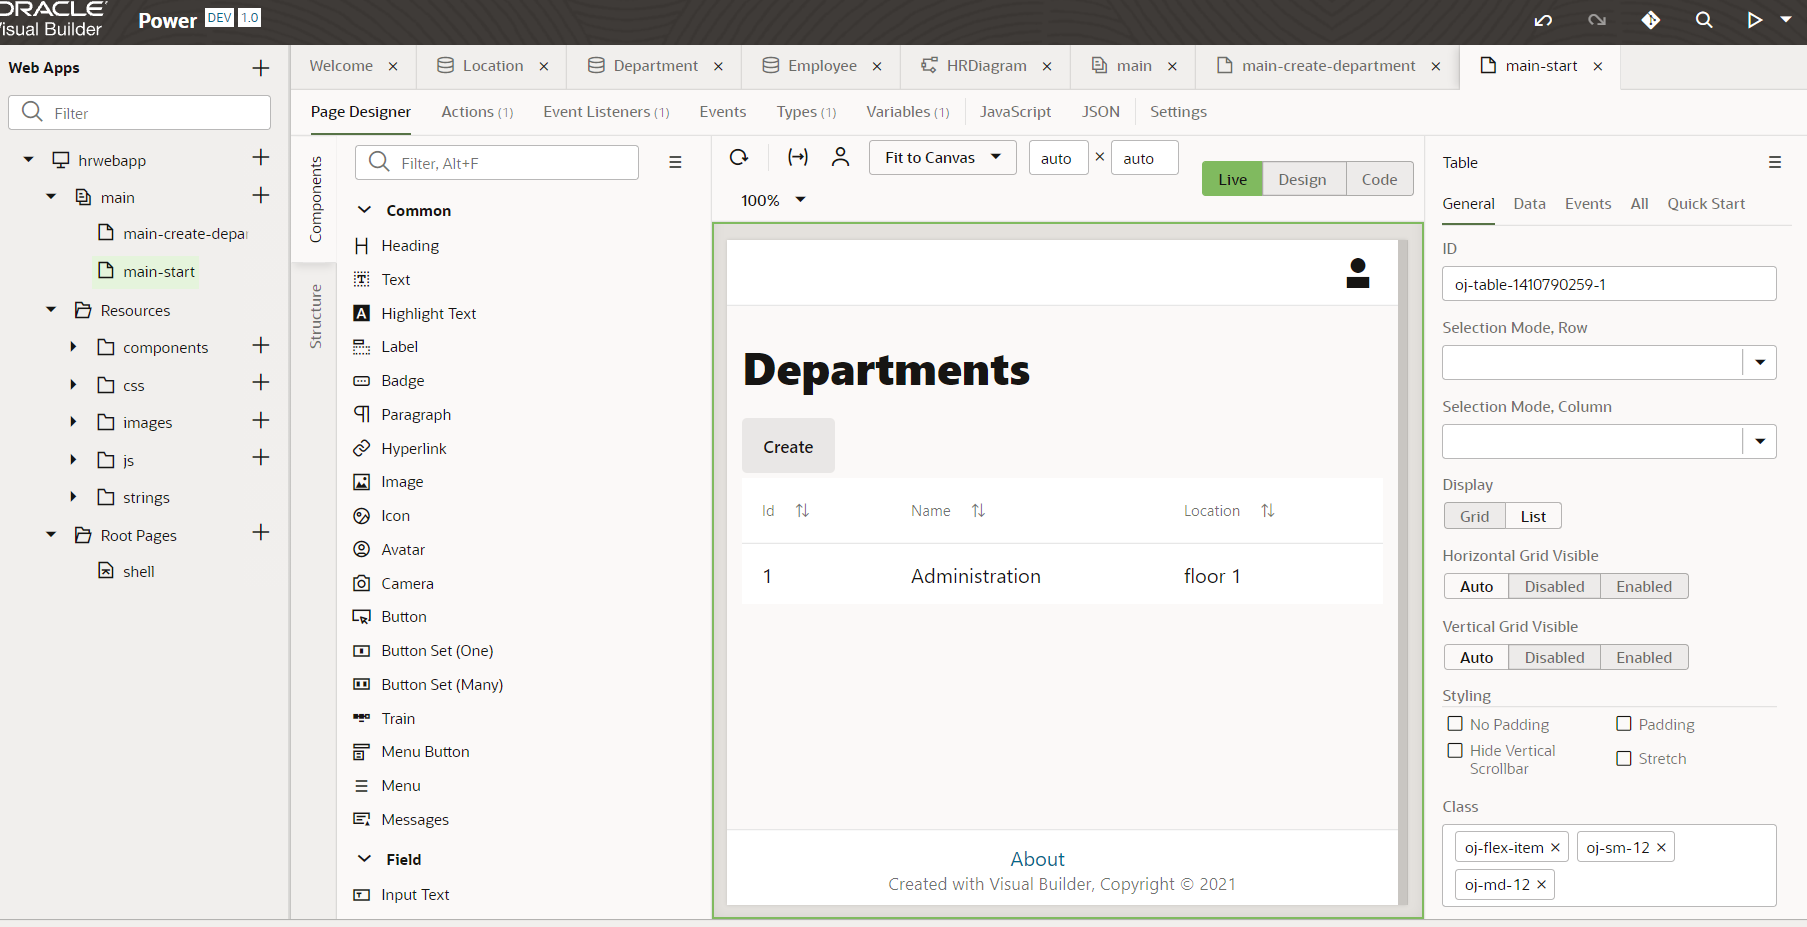 ORACLE
Visual Builder
Power DEV 1.0
Web Apps
Filter
hrwebapp
main
main-create-depar
main-start
Resources
components
css
images
js
strings
Root Pages
shell
Welcome
Location
Department
Employee
HRDiagram
main
main-create-department
main-start
Page Designer
Actions (1)
Event Listeners (1)
Events
Types (1)
Variables (1)
JavaScript
JSON
Settings
Components
Structure
Filter, Alt+F
Common
Heading
Text
Highlight Text
Label
Badge
Paragraph
Hyperlink
Image
Icon
Avatar
Camera
Button
Button Set (One)
Button Set (Many)
Train
Menu Button
Menu
Messages
Field
Input Text
Fit to Canvas
auto × auto
100%
Live Design Code
Departments
Create
Id Name Location
1 Administration floor 1
About
Created with Visual Builder, Copyright © 2021
Table
General Data Events All Quick Start
ID
oj-table-1410790259-1
Selection Mode, Row
Selection Mode, Column
Display
Grid List
Horizontal Grid Visible
Auto Disabled Enabled
Vertical Grid Visible
Auto Disabled Enabled
Styling
No Padding
Padding
Hide Vertical
Scrollbar
Stretch
Class
oj-flex-item
oj-sm-12
oj-md-12